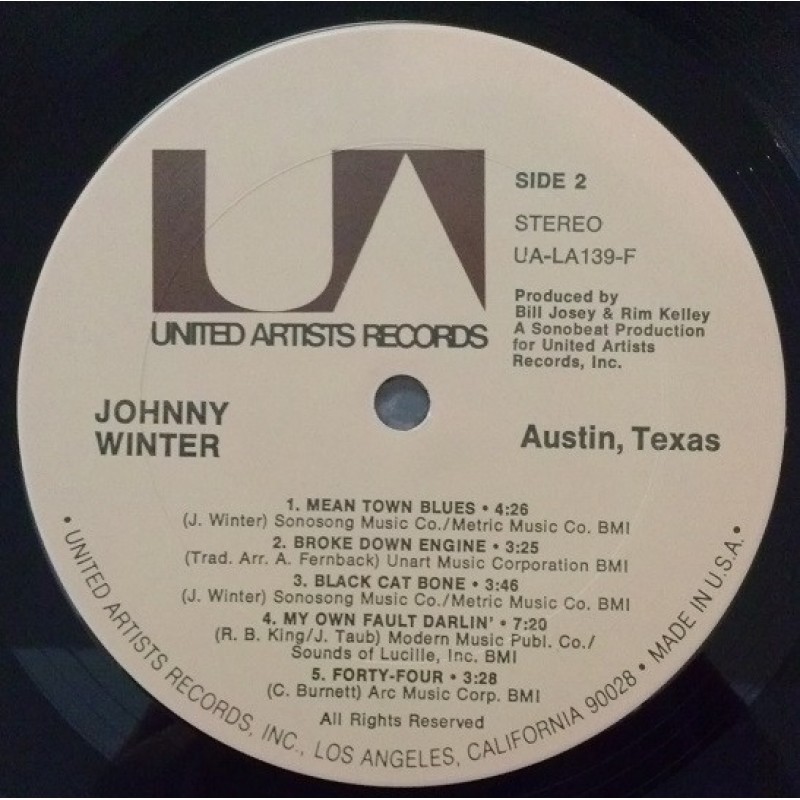 UA
UNITED ARTISTS RECORDS
SIDE 2
STEREO
UA-LA139-F
Produced by
Bill Josey & Rim Kelley
A Sonobeat Production
for United Artists
Records, Inc.
JOHNNY
WINTER
Austin, Texas
1. MEAN TOWN BLUES • 4:26
(J. Winter) Sonosong Music Co./Metric Music Co. BMI
2. BROKE DOWN ENGINE • 3:25
(Trad. Arr. A. Fernback) Unart Music Corporation BMI
3. BLACK CAT BONE • 3:46
(J. Winter) Sonosong Music Co./Metric Music Co. BMI
4. MY OWN FAULT DARLIN' • 7:20
(R. B. King/J. Taub) Modern Music Publ. Co./
Sounds of Lucille, Inc. BMI
5. FORTY-FOUR • 3:28
(C. Burnett) Arc Music Corp. BMI
All Rights Reserved
• UNITED ARTISTS RECORDS, INC., LOS ANGELES, CALIFORNIA 90028 • MADE IN U.S.A. •